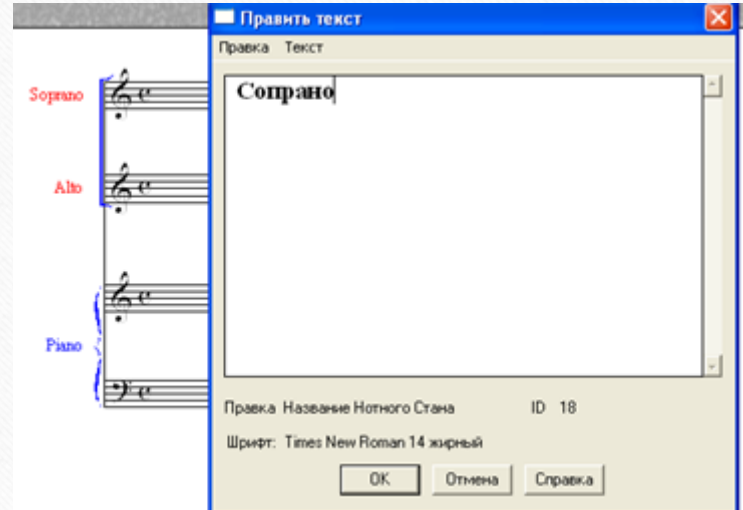 Править текст
Правка Текст
Сопрано
Soprano
Alto
Piano
Правка Название Нотного Стана ID 18
Шрифт: Times New Roman 14 жирный
OK Отмена Справка